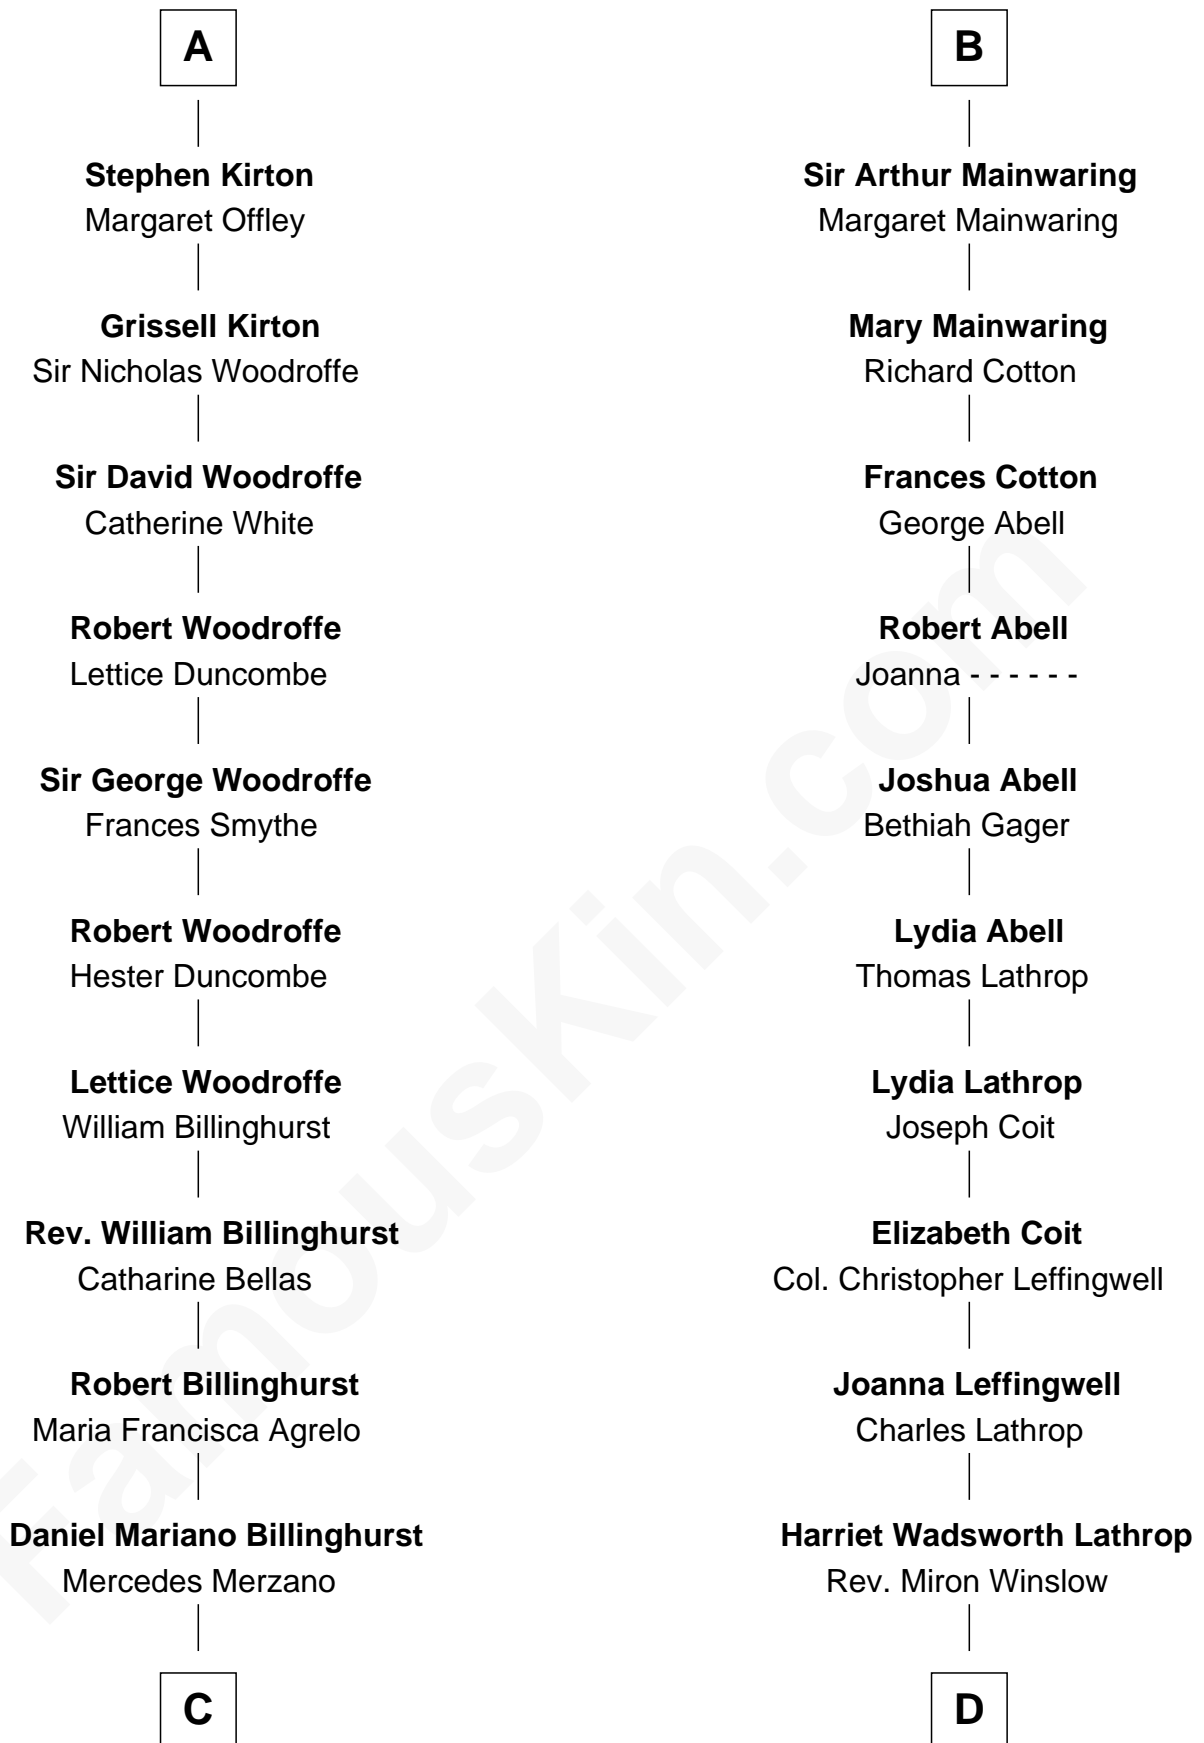 A
Stephen Kirton
Margaret Offley
Grissell Kirton
Sir Nicholas Woodroffe
Sir David Woodroffe
Catherine White
Robert Woodroffe
Lettice Duncombe
Sir George Woodroffe
Frances Smythe
Robert Woodroffe
Hester Duncombe
Lettice Woodroffe
William Billinghurst
Rev. William Billinghurst
Catharine Bellas
Robert Billinghurst
Maria Francisca Agrelo
Daniel Mariano Billinghurst
Mercedes Merzano
C
B
Sir Arthur Mainwaring
Margaret Mainwaring
Mary Mainwaring
Richard Cotton
Frances Cotton
George Abell
Robert Abell
Joanna - - - - - -
Joshua Abell
Bethiah Gager
Lydia Abell
Thomas Lathrop
Lydia Lathrop
Joseph Coit
Elizabeth Coit
Col. Christopher Leffingwell
Joanna Leffingwell
Charles Lathrop
Harriet Wadsworth Lathrop
Rev. Miron Winslow
D
FamousKin.com